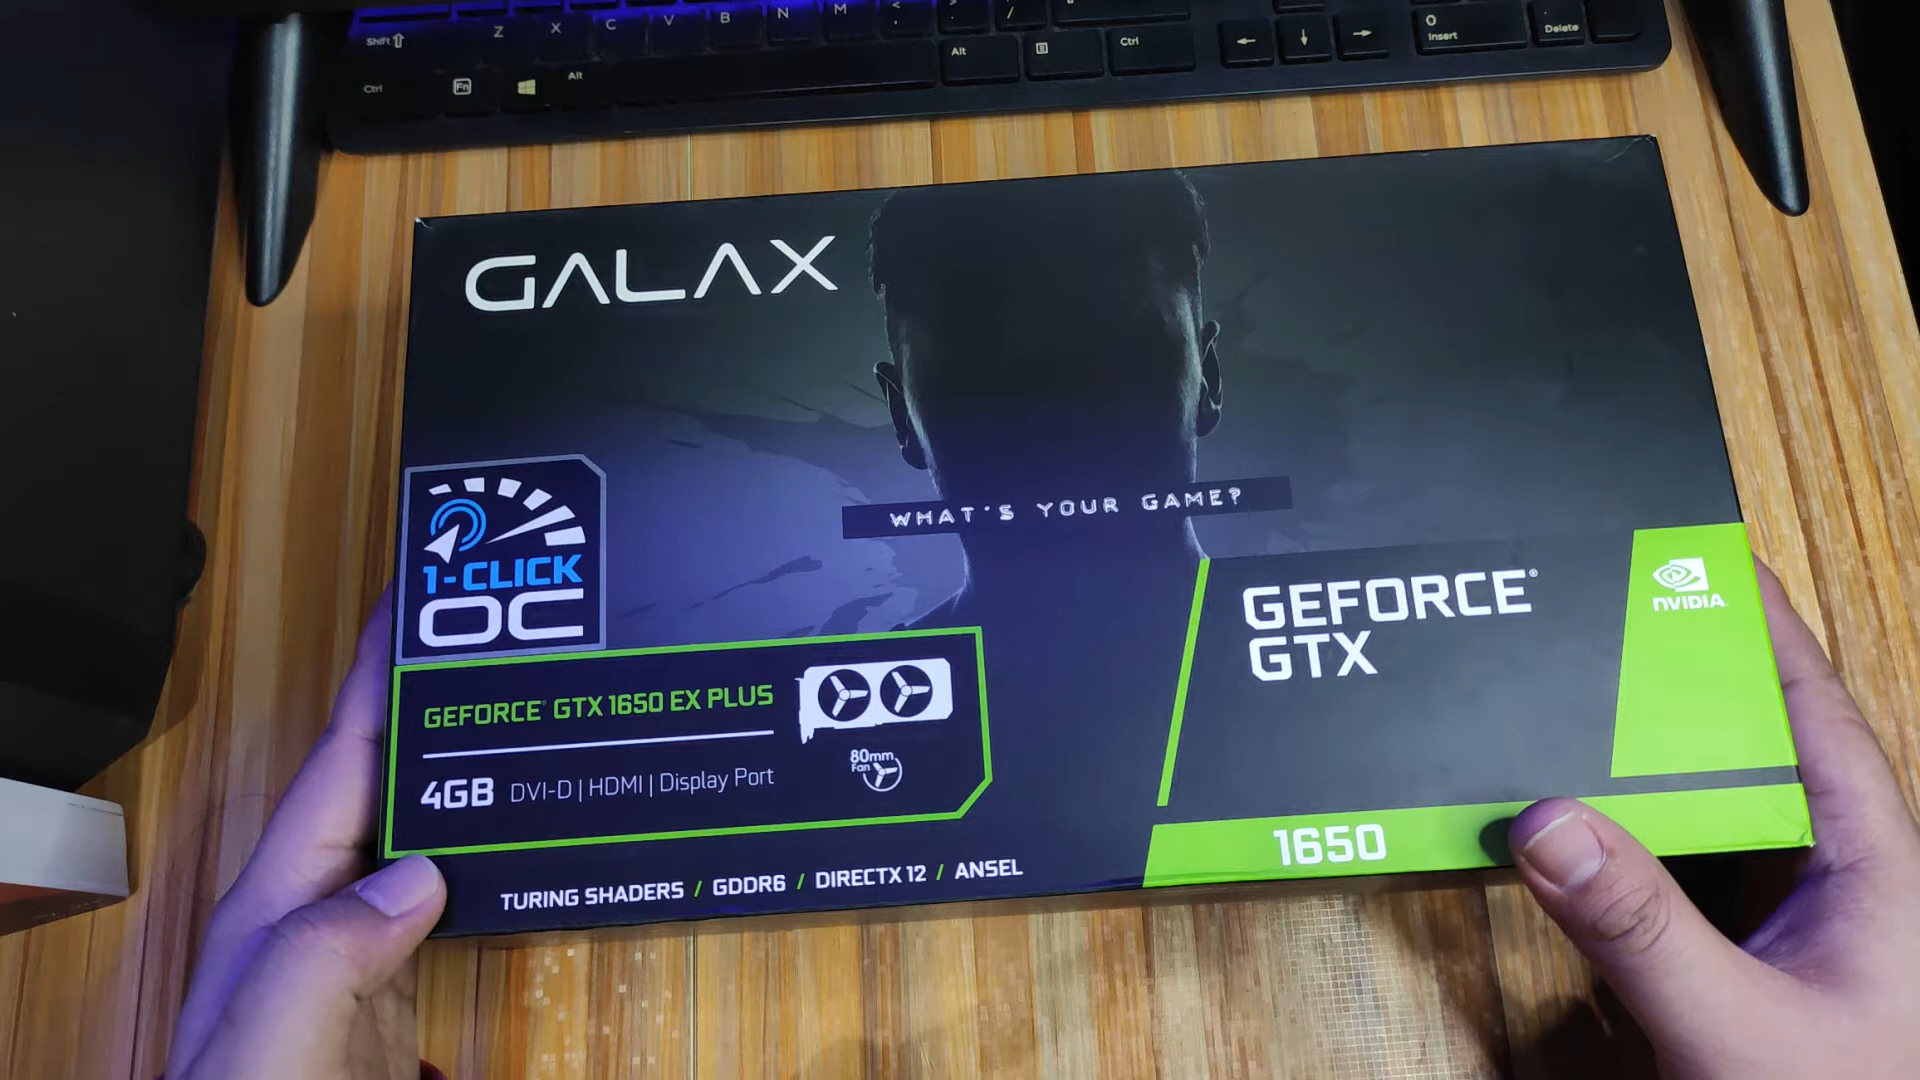 Shift Z X C V B N M < , > . / 0 Insert . Delete
Ctrl Fn Alt Alt Ctrl ← ↓ →
GALAX
WHAT'S YOUR GAME?
1-CLICK
OC
GEFORCE® GTX 1650 EX PLUS
4GB DVI-D | HDMI | Display Port
80mm
Fan
TURING SHADERS / GDDR6 / DIRECTX 12 / ANSEL
GEFORCE®
GTX
NVIDIA
1650